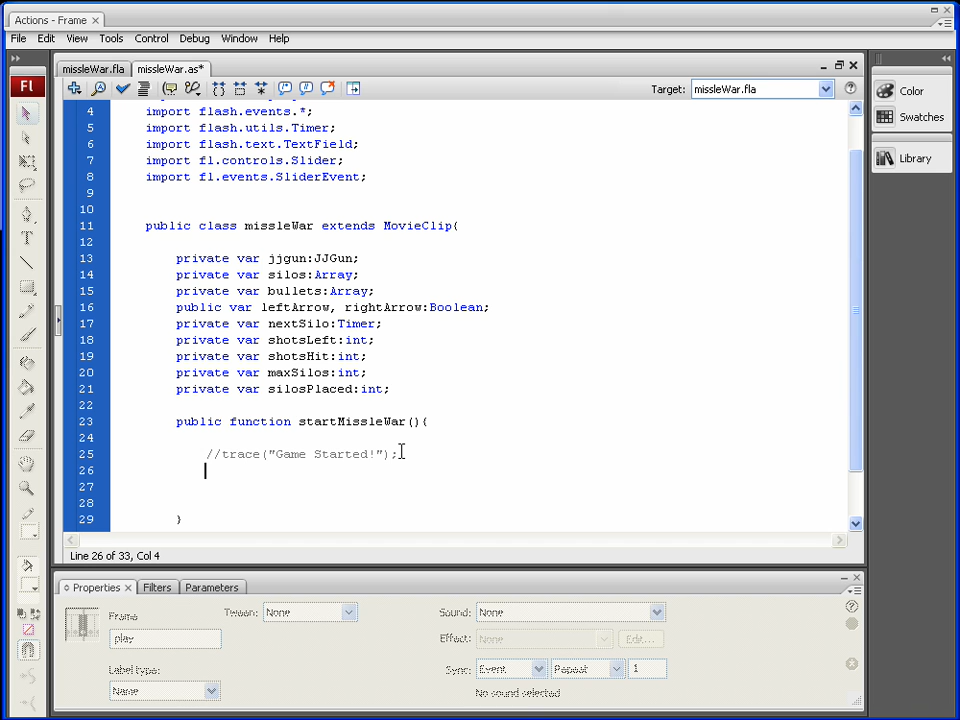 Actions - Frame
File Edit View Tools Control Debug Window Help
missleWar.fla missleWar.as*
Fl
Target: missleWar.fla
Color
Swatches
Library
4 import flash.events.*;
5 import flash.utils.Timer;
6 import flash.text.TextField;
7 import fl.controls.Slider;
8 import fl.events.SliderEvent;
9
10
11 public class missleWar extends MovieClip{
12
13 private var jjgun:JJGun;
14 private var silos:Array;
15 private var bullets:Array;
16 public var leftArrow, rightArrow:Boolean;
17 private var nextSilo:Timer;
18 private var shotsLeft:int;
19 private var shotsHit:int;
20 private var maxSilos:int;
21 private var silosPlaced:int;
22
23 public function startMissleWar(){
24
25 //trace("Game Started!");
26
27
28
29 }
Line 26 of 33, Col 4
Properties Filters Parameters
Frame Tween: None Sound: None
play Effect: None Edit...
Label type: Sync: Event Repeat 1
Name No sound selected